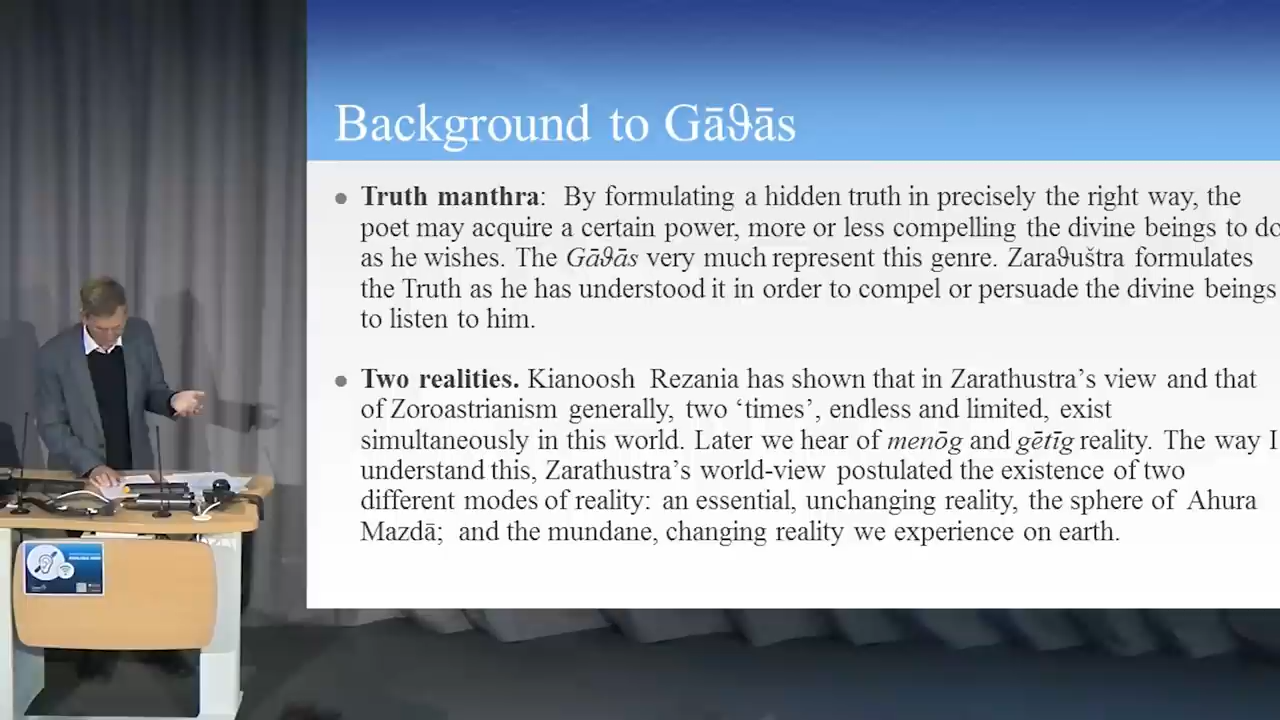 Background to Gāϑās
Truth manthra: By formulating a hidden truth in precisely the right way, the
poet may acquire a certain power, more or less compelling the divine beings to do
as he wishes. The Gāϑās very much represent this genre. Zaraϑuštra formulates
the Truth as he has understood it in order to compel or persuade the divine beings
to listen to him.
Two realities. Kianoosh Rezania has shown that in Zarathustra's view and that
of Zoroastrianism generally, two ‘times’, endless and limited, exist
simultaneously in this world. Later we hear of menōg and gētīg reality. The way I
understand this, Zarathustra's world-view postulated the existence of two
different modes of reality: an essential, unchanging reality, the sphere of Ahura
Mazdā; and the mundane, changing reality we experience on earth.